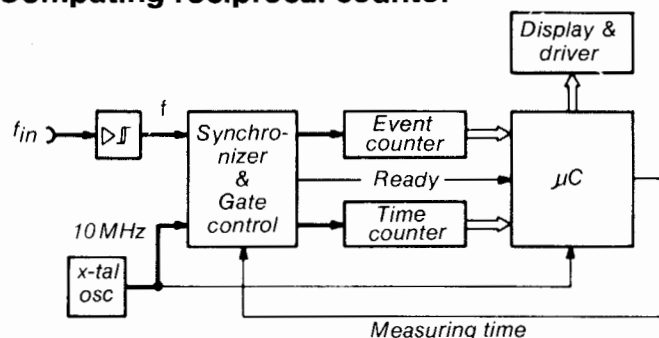 Computing reciprocal counter
Display &
driver
f_in
f
Synchro-
nizer
&
Gate
control
Event
counter
Ready
Time
counter
μC
10 MHz
x-tal
osc
Measuring time